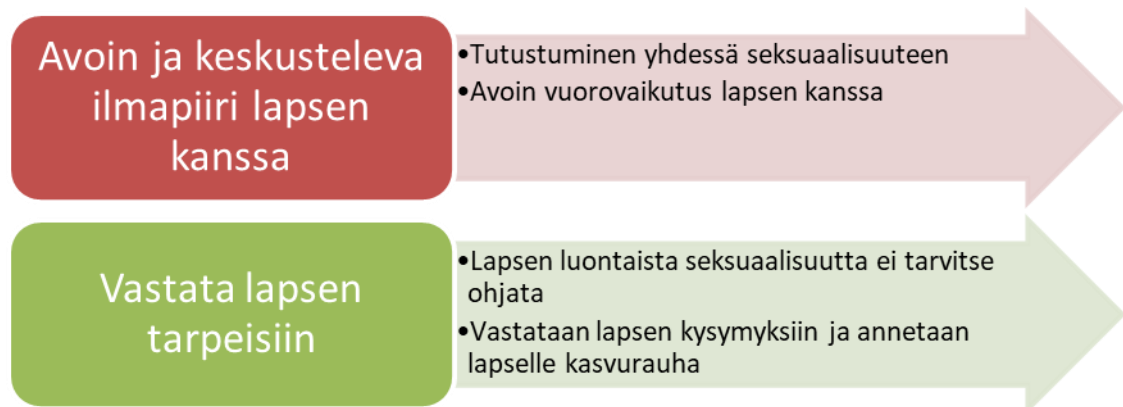 Avoin ja keskusteleva
ilmapiiri lapsen
kanssa
•Tutustuminen yhdessä seksuaalisuuteen
•Avoin vuorovaikutus lapsen kanssa
Vastata lapsen
tarpeisiin
•Lapsen luontaista seksuaalisuutta ei tarvitse
ohjata
•Vastataan lapsen kysymyksiin ja annetaan
lapselle kasvurauha